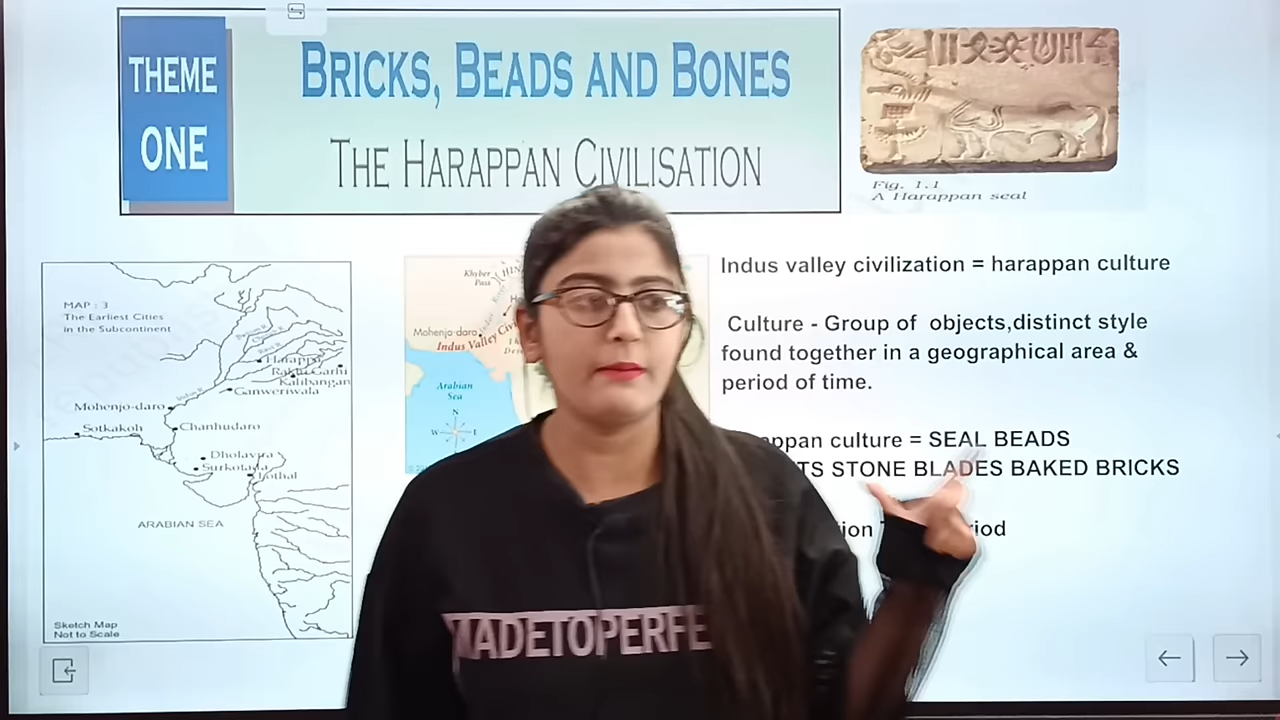 THEME
ONE
BRICKS, BEADS AND BONES
THE HARAPPAN CIVILISATION
Fig. 1.1
A Harappan seal
MAP : 3
The Earliest Cities
in the Subcontinent
Harappa
Rakhi Garhi
Kalibangan
Ganweriwala
Indus R.
Mohenjo-daro
Sotkakoh
Chanhudaro
Dholavira
Surkotada
Lothal
ARABIAN SEA
Sketch Map
Not to Scale
Khyber
Pass
Mohenjo-daro
Indus Valley
Arabian
Sea
N
W
E
Indus valley civilization = harappan culture
Culture - Group of objects,distinct style
found together in a geographical area &
period of time.
culture = SEAL BEADS
STONE BLADES BAKED BRICKS
MADETOPERFE